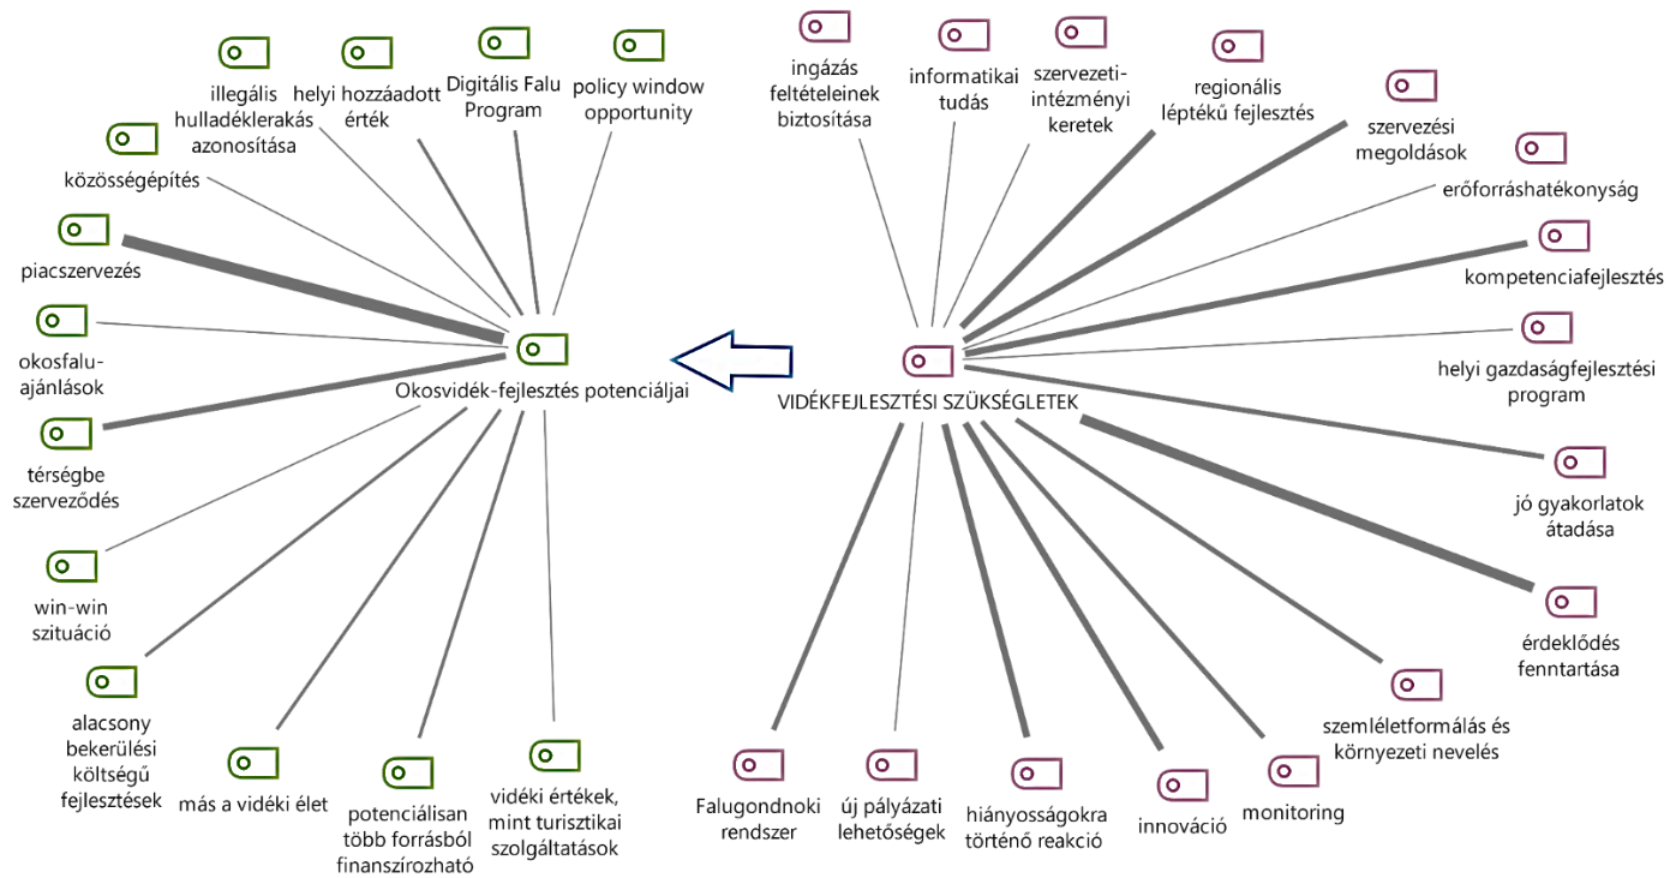 illegális
hulladéklerakás
azonosítása
helyi hozzáadott
érték
Digitális Falu
Program
policy window
opportunity
közösségépítés
piacszervezés
okosfalu-
ajánlások
térségbe
szerveződés
win-win
szituáció
alacsony
bekerülési
költségű
fejlesztések
más a vidéki élet
potenciálisan
több forrásból
finanszírozható
vidéki értékek,
mint turisztikai
szolgáltatások
Okosvidék-fejlesztés potenciáljai
ingázás
feltételeinek
biztosítása
informatikai
tudás
szervezeti-
intézményi
keretek
regionális
léptékű fejlesztés
szervezési
megoldások
erőforráshatékonyság
kompetenciafejlesztés
helyi gazdaságfejlesztési
program
VIDÉKFEJLESZTÉSI SZÜKSÉGLETEK
jó gyakorlatok
átadása
érdeklődés
fenntartása
szemléletformálás és
környezeti nevelés
monitoring
innováció
hiányosságokra
történő reakció
új pályázati
lehetőségek
Falugondnoki
rendszer